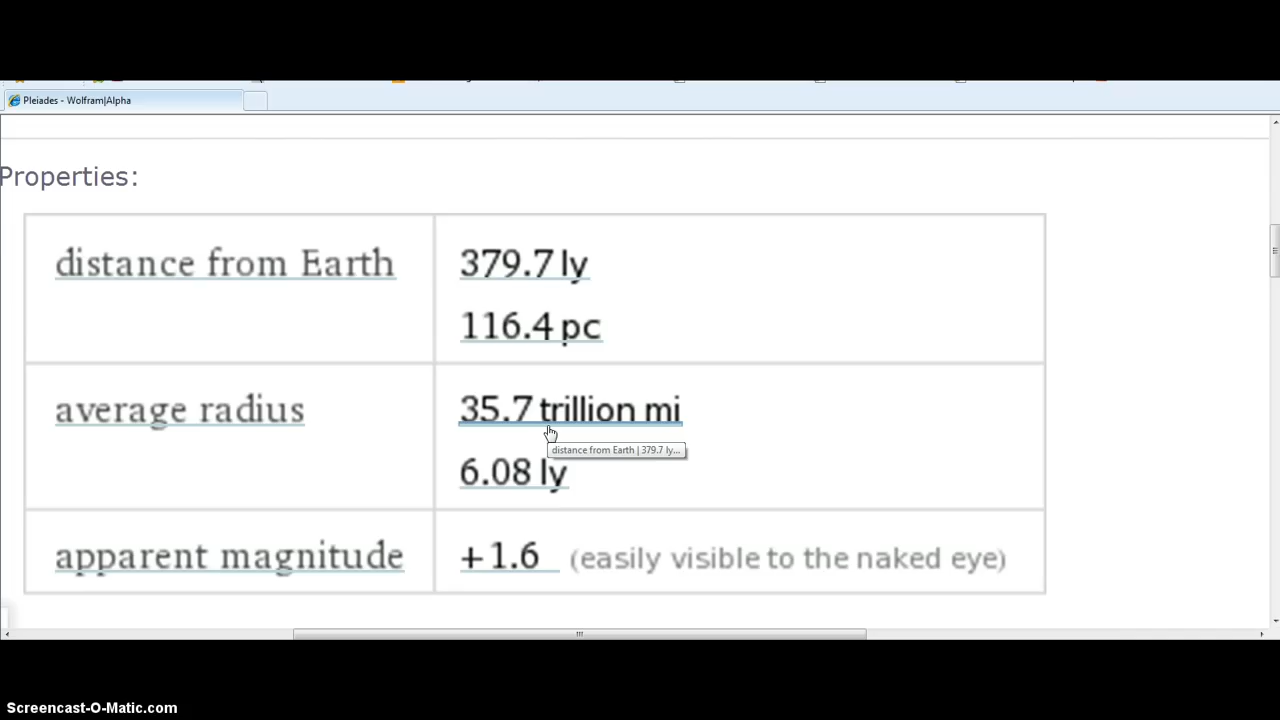 Pleiades - Wolfram|Alpha
Properties:
distance from Earth
379.7 ly
116.4 pc
average radius
35.7 trillion mi
distance from Earth | 379.7 ly...
6.08 ly
apparent magnitude
+1.6 (easily visible to the naked eye)
Screencast-O-Matic.com